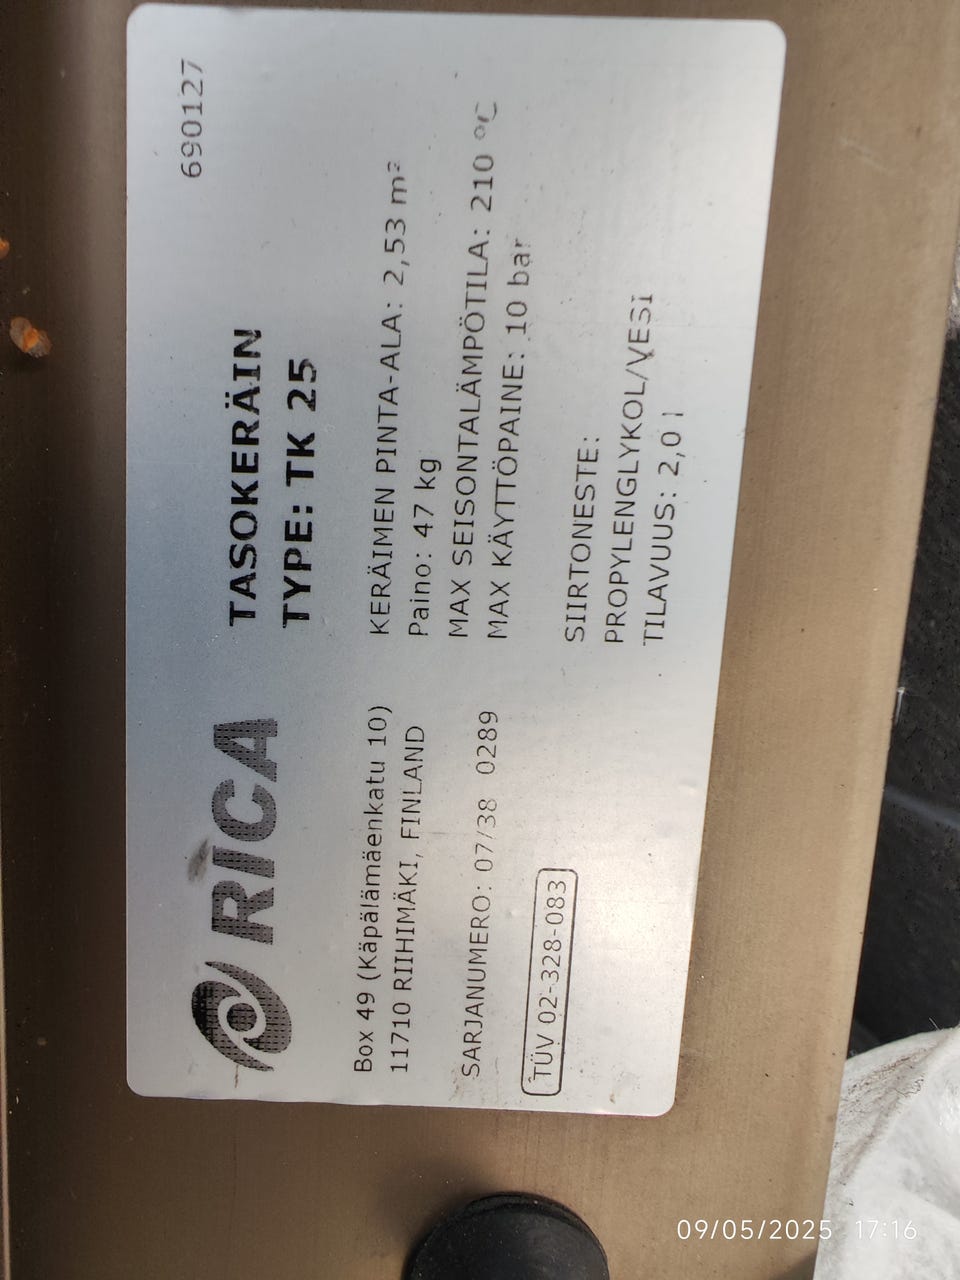 RICA
Box 49 (Käpälämäenkatu 10)
11710 RIIHIMÄKI, FINLAND
SARJANUMERO: 07/38 0289
TÜV 02-328-083
690127
TASOKERÄIN
TYPE: TK 25
KERÄIMEN PINTA-ALA: 2,53 m²
Paino: 47 kg
MAX SEISONTALÄMPÖTILA: 210 °C
MAX KÄYTTÖPAINE: 10 bar
SIIRTONESTE:
PROPYLENGLYKOL/VESI
TILAVUUS: 2,0 l
09/05/2025 17:16